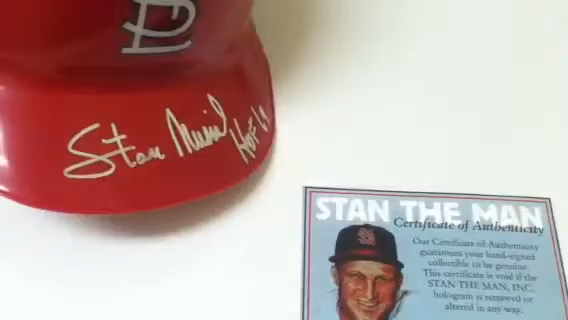 STL
Stan Musial
HOF 69
STAN THE MAN
Certificate of Authenticity
Our Certificate of Authenticity
guarantees your hand-signed
collectible to be genuine.
This certificate is void if the
STAN THE MAN, INC.
hologram is removed or
altered in any way.